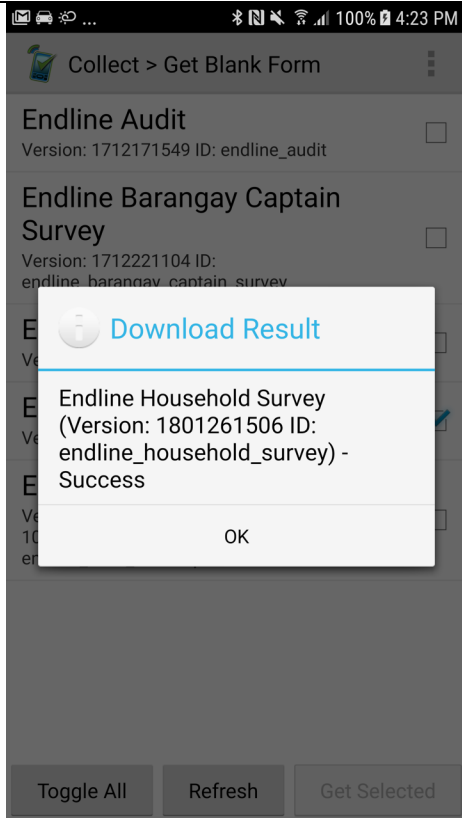 ... 100% 4:23 PM
Collect > Get Blank Form
Endline Audit
Version: 1712171549 ID: endline_audit
Endline Barangay Captain
Survey
Version: 1712221104 ID:
endline_barangay_captain_survey
Download Result
Endline Household Survey
(Version: 1801261506 ID:
endline_household_survey) -
Success
OK
Toggle All Refresh Get Selected